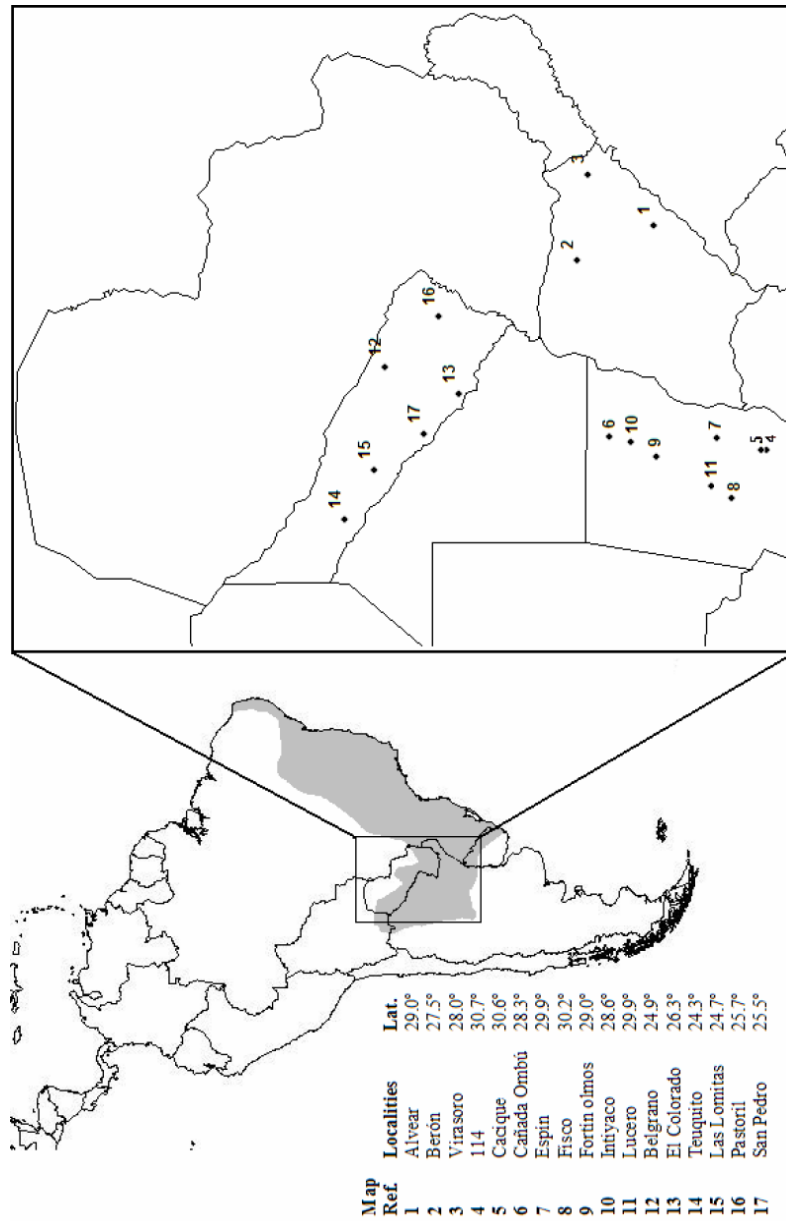 Map
Ref. Localities Lat.
1 Alvear 29.0°
2 Berón 27.5°
3 Virasoro 28.0°
4 114 30.7°
5 Cacique 30.6°
6 Cañada Ombú 28.3°
7 Espin 29.9°
8 Fisco 30.2°
9 Fortin olmos 29.0°
10 Intiyaco 28.6°
11 Lucero 29.9°
12 Belgrano 24.9°
13 El Colorado 26.3°
14 Teuquito 24.3°
15 Las Lomitas 24.7°
16 Pastoril 25.7°
17 San Pedro 25.5°
14
15
12
17
16
13
2
3
6
10
1
9
11
7
8
5
4